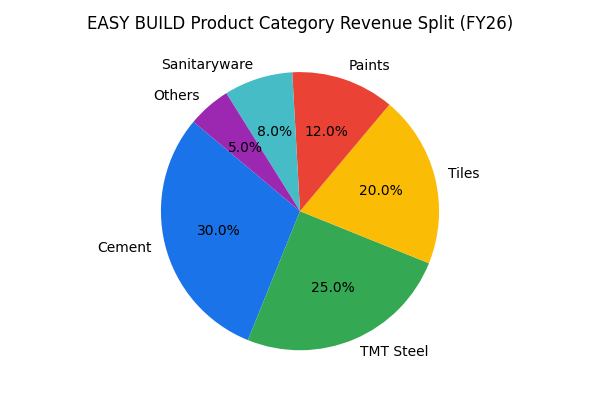 EASY BUILD Product Category Revenue Split (FY26)
Sanitaryware
Paints
Others
8.0%
12.0%
5.0%
Tiles
20.0%
30.0%
Cement
25.0%
TMT Steel